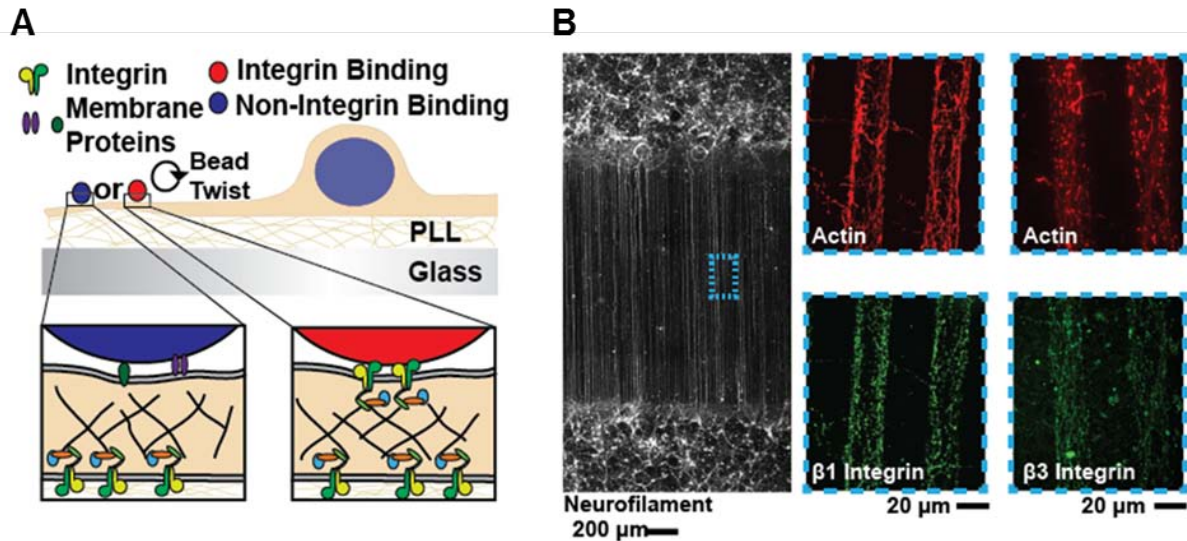 A
Integrin
Membrane
Proteins
Integrin Binding
Non-Integrin Binding
or
Bead
Twist
PLL
Glass
B
Neurofilament
200 µm
Actin
Actin
β1 Integrin
β3 Integrin
20 µm
20 µm